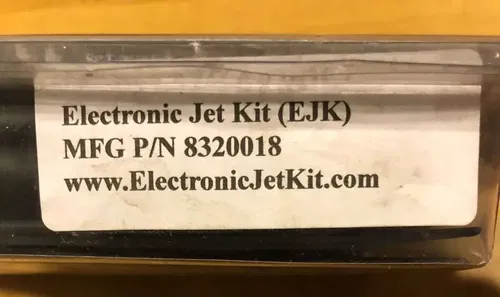 Electronic Jet Kit (EJK)
MFG P/N 8320018
www.ElectronicJetKit.com